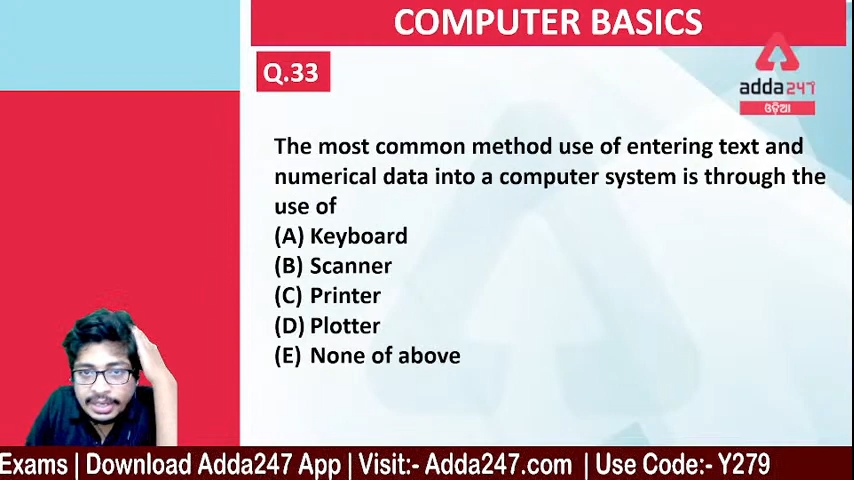 COMPUTER BASICS
Q.33
adda247
ଓଡ଼ିଆ
The most common method use of entering text and
numerical data into a computer system is through the
use of
(A) Keyboard
(B) Scanner
(C) Printer
(D) Plotter
(E) None of above
Exams | Download Adda247 App | Visit:- Adda247.com | Use Code:- Y279